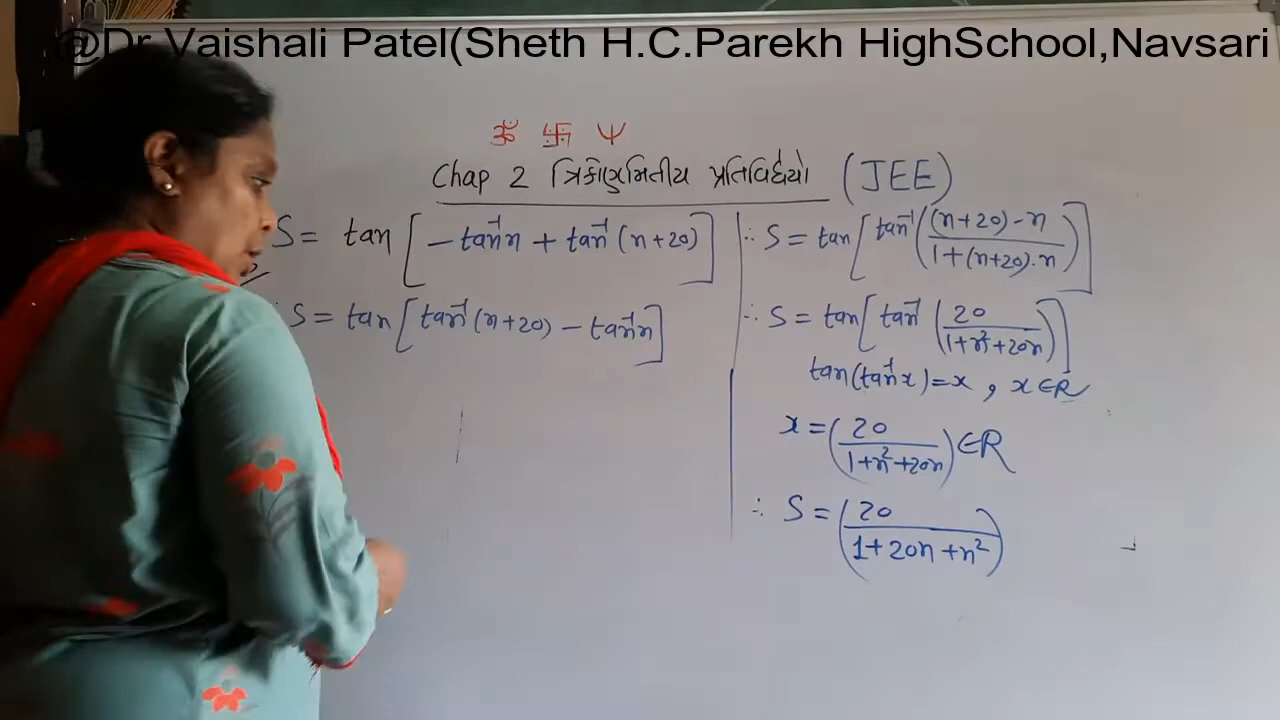 @Dr.Vaishali Patel(Sheth H.C.Parekh HighSchool,Navsari
ૐ 卐 Ψ
Chap 2 ત્રિકોણમિતીય પ્રતિવિધેયો (JEE)
S = tan [ - tan⁻¹n + tan⁻¹ (n+20) ]
S = tan [ tan⁻¹ (n+20) - tan⁻¹n ]
∴ S = tan [ tan⁻¹ ( (n+20) - n / 1 + (n+20)·n ) ]
∴ S = tan [ tan⁻¹ ( 20 / 1+n²+20n ) ]
tan(tan⁻¹x) = x , x ∈ R
x = ( 20 / 1+n²+20n ) ∈ R
∴ S = ( 20 / 1+20n+n² )